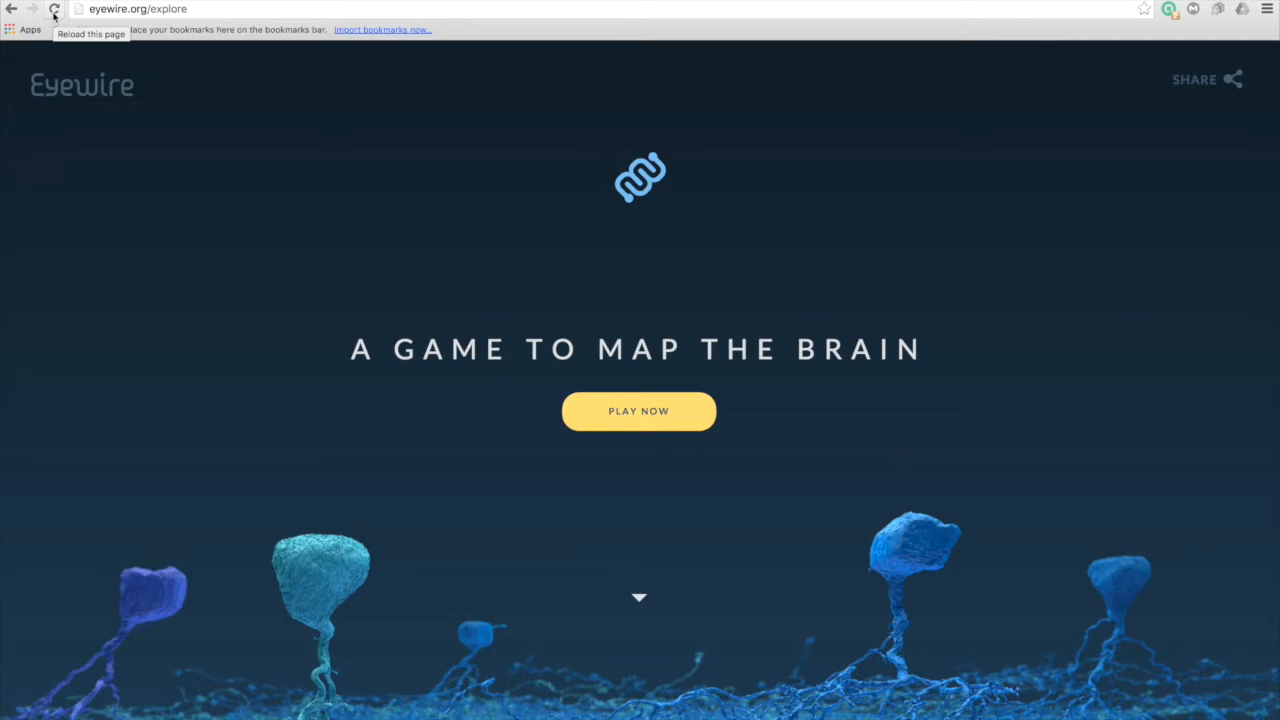 eyewire.org/explore
Apps
Reload this page
lace your bookmarks here on the bookmarks bar.
Import bookmarks now...
Eyewire
SHARE
A GAME TO MAP THE BRAIN
PLAY NOW